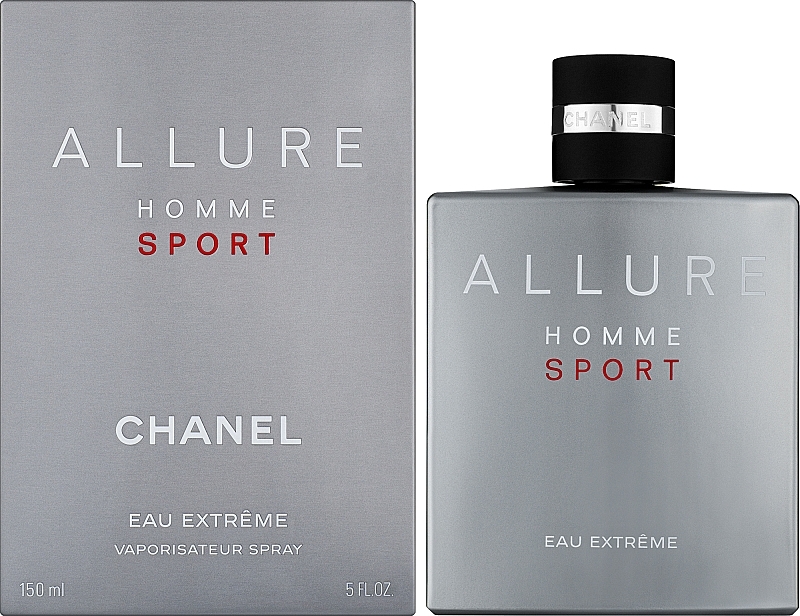 ALLURE
HOMME
SPORT
CHANEL
EAU EXTRÊME
VAPORISATEUR SPRAY
150 ml 5 FL.OZ.
CHANEL
ALLURE
HOMME
SPORT
EAU EXTRÊME